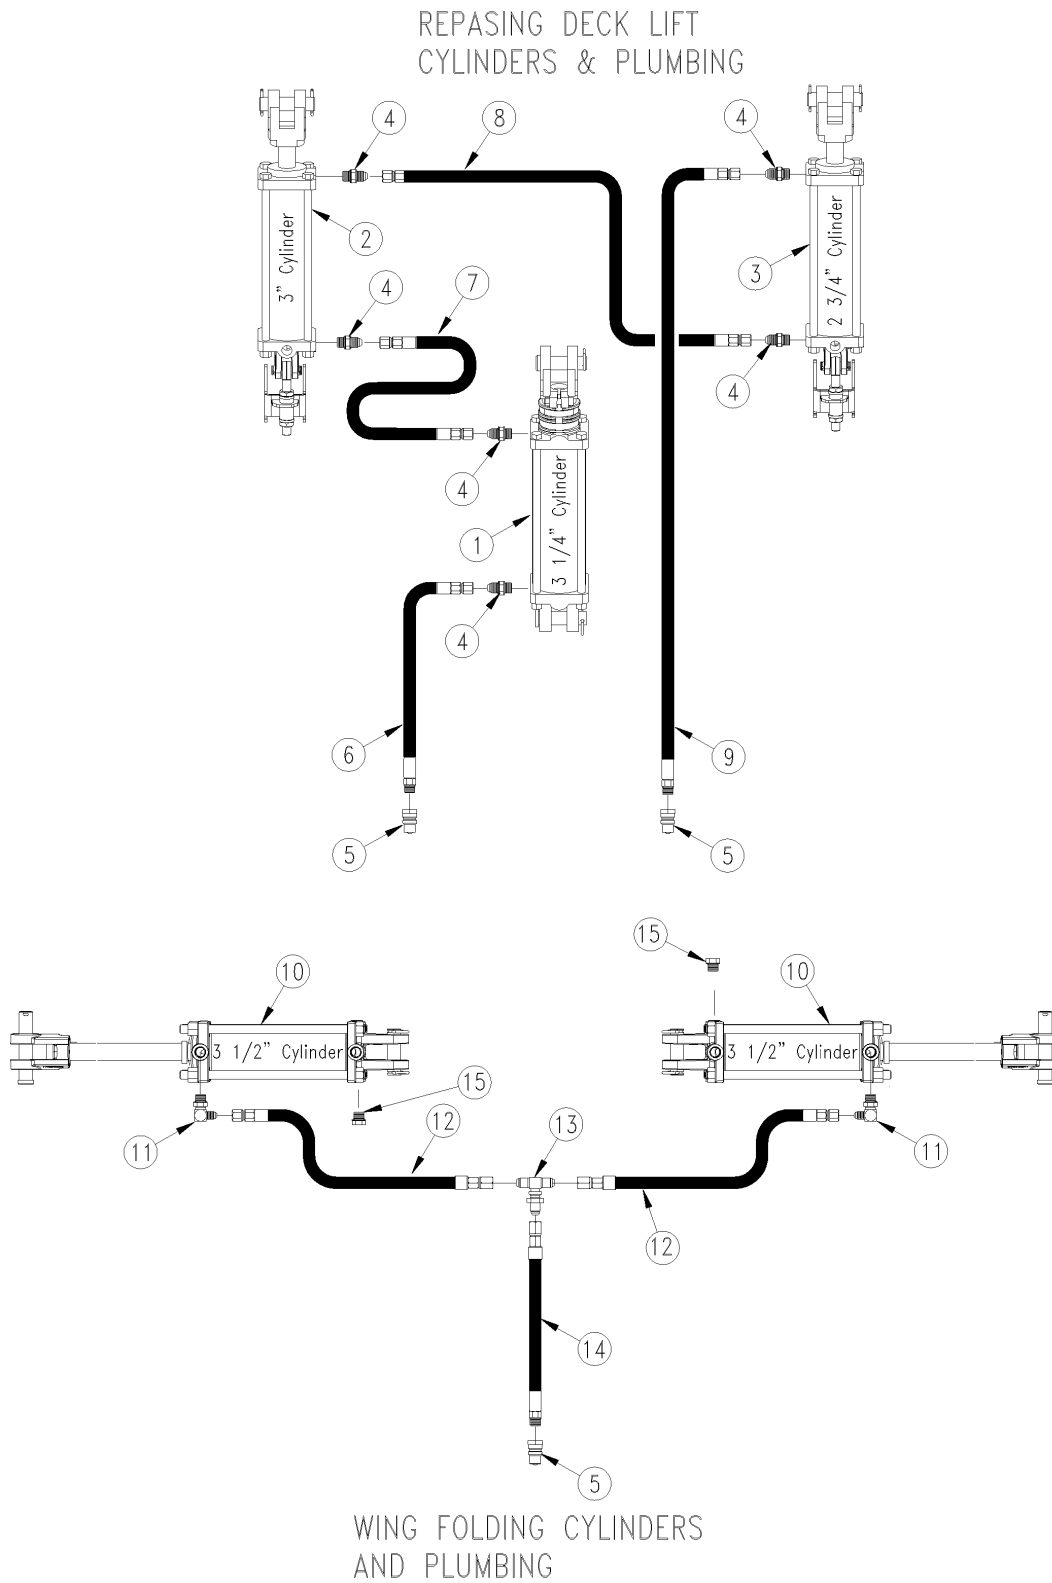 REPASING DECK LIFT
CYLINDERS & PLUMBING
4
8
4
2
3" Cylinder
3
2 3/4" Cylinder
4
7
4
4
1
3 1/4" Cylinder
4
6
9
5
5
15
10
10
3 1/2" Cylinder
3 1/2" Cylinder
15
11
12
13
11
12
14
5
WING FOLDING CYLINDERS
AND PLUMBING